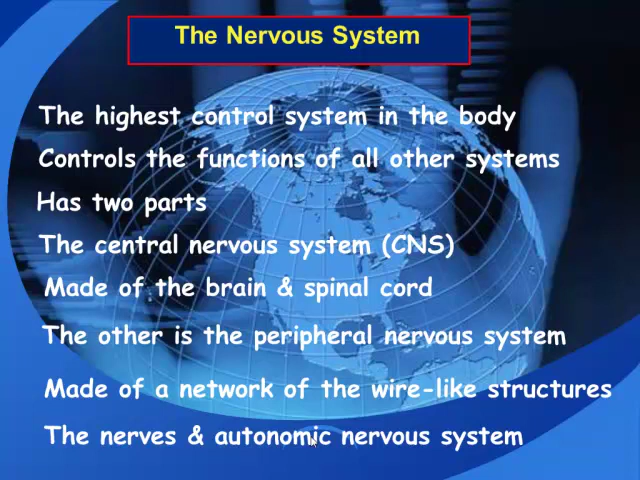 The Nervous System
The highest control system in the body
Controls the functions of all other systems
Has two parts
The central nervous system (CNS)
Made of the brain & spinal cord
The other is the peripheral nervous system
Made of a network of the wire-like structures
The nerves & autonomic nervous system